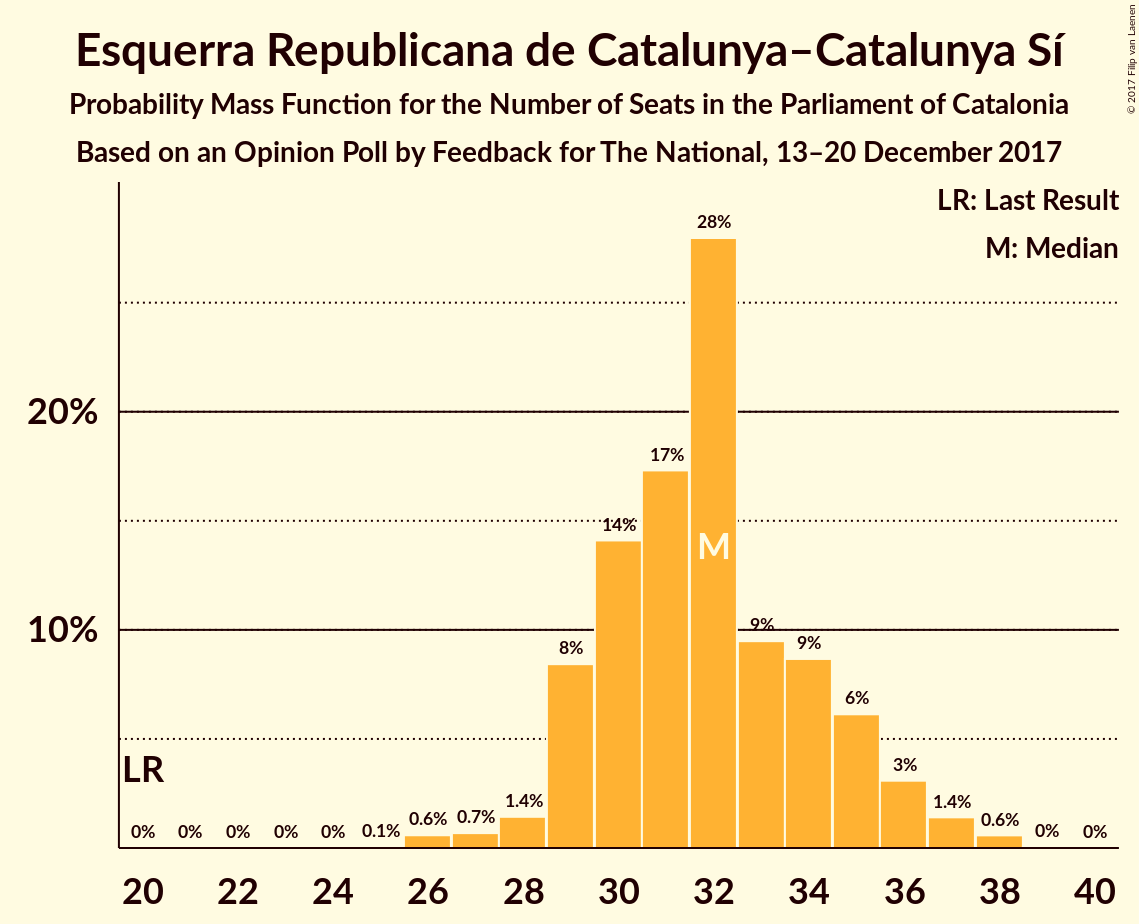 Esquerra Republicana de Catalunya–Catalunya Sí
Probability Mass Function for the Number of Seats in the Parliament of Catalonia
Based on an Opinion Poll by Feedback for The National, 13–20 December 2017
© 2017 Filip van Laenen
LR: Last Result
M: Median
28%
20%
17%
14%
M
10%
9%
9%
8%
6%
LR
3%
1.4%
1.4%
0.7%
0.6%
0.6%
0% 0% 0% 0% 0% 0.1% 0% 0%
20 22 24 26 28 30 32 34 36 38 40